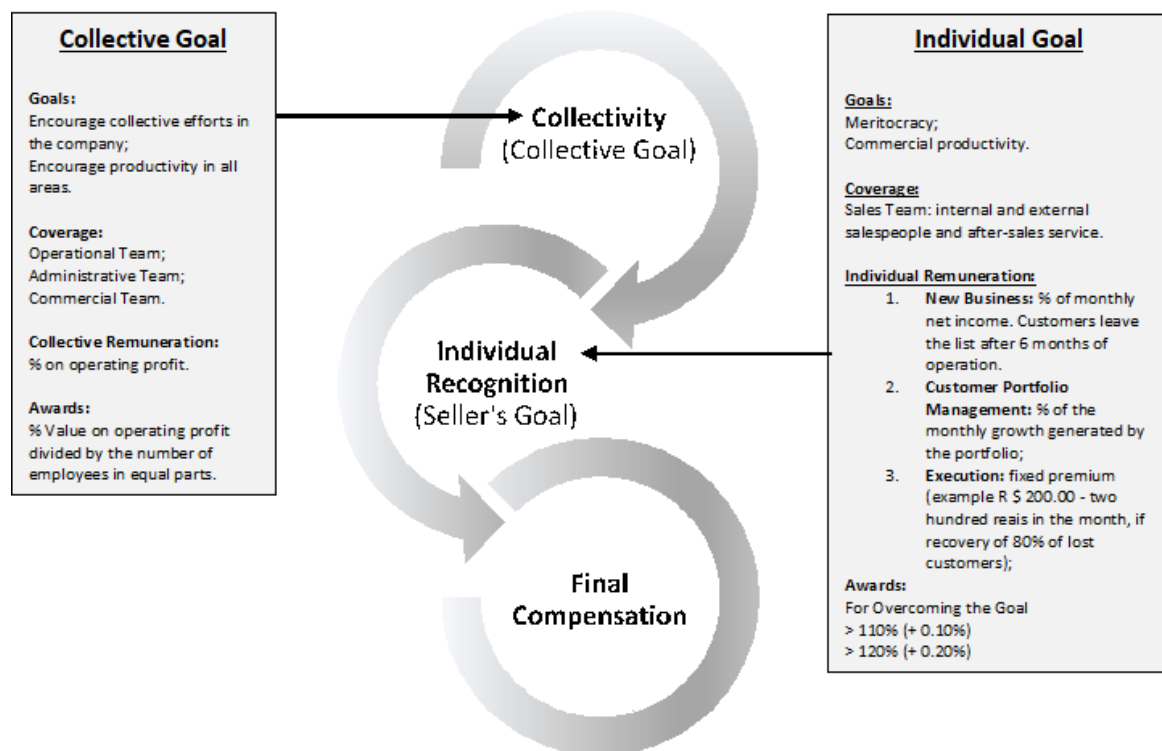 Collective Goal
Goals:
Encourage collective efforts in
the company;
Encourage productivity in all
areas.
Coverage:
Operational Team;
Administrative Team;
Commercial Team.
Collective Remuneration:
% on operating profit.
Awards:
% Value on operating profit
divided by the number of
employees in equal parts.
Collectivity
(Collective Goal)
Individual
Recognition
(Seller's Goal)
Final
Compensation
Individual Goal
Goals:
Meritocracy;
Commercial productivity.
Coverage:
Sales Team: internal and external
salespeople and after-sales service.
Individual Remuneration:
1. New Business: % of monthly
net income. Customers leave
the list after 6 months of
operation.
2. Customer Portfolio
Management: % of the
monthly growth generated by
the portfolio;
3. Execution: fixed premium
(example R $ 200.00 - two
hundred reais in the month, if
recovery of 80% of lost
customers);
Awards:
For Overcoming the Goal
> 110% (+ 0.10%)
> 120% (+ 0.20%)